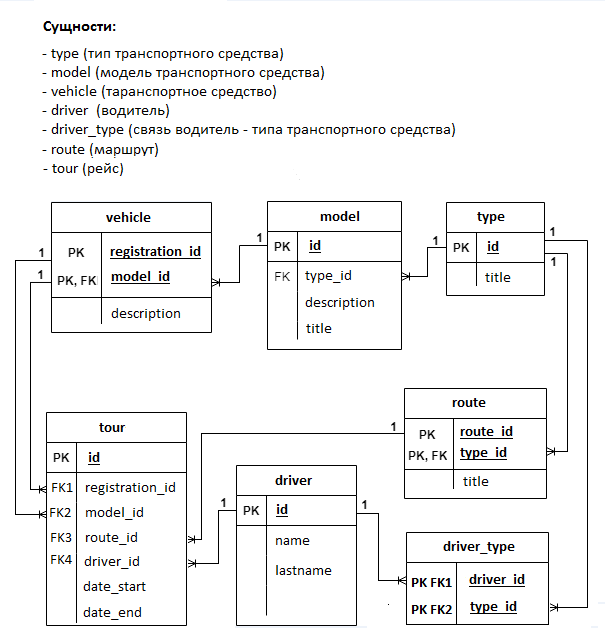 Сущности:
- type (тип транспортного средства)
- model (модель транспортного средства)
- vehicle (таранспортное средство)
- driver (водитель)
- driver_type (связь водитель - типа транспортного средства)
- route (маршрут)
- tour (рейс)
vehicle
PK registration_id
PK, FK model_id
description
1
1
model
PK id
FK type_id
description
title
1
type
PK id
title
1
1
1
route
PK route_id
PK, FK type_id
title
1
tour
PK id
FK1 registration_id
FK2 model_id
FK3 route_id
FK4 driver_id
date_start
date_end
driver
PK id
name
lastname
1
1
driver_type
PK FK1 driver_id
PK FK2 type_id